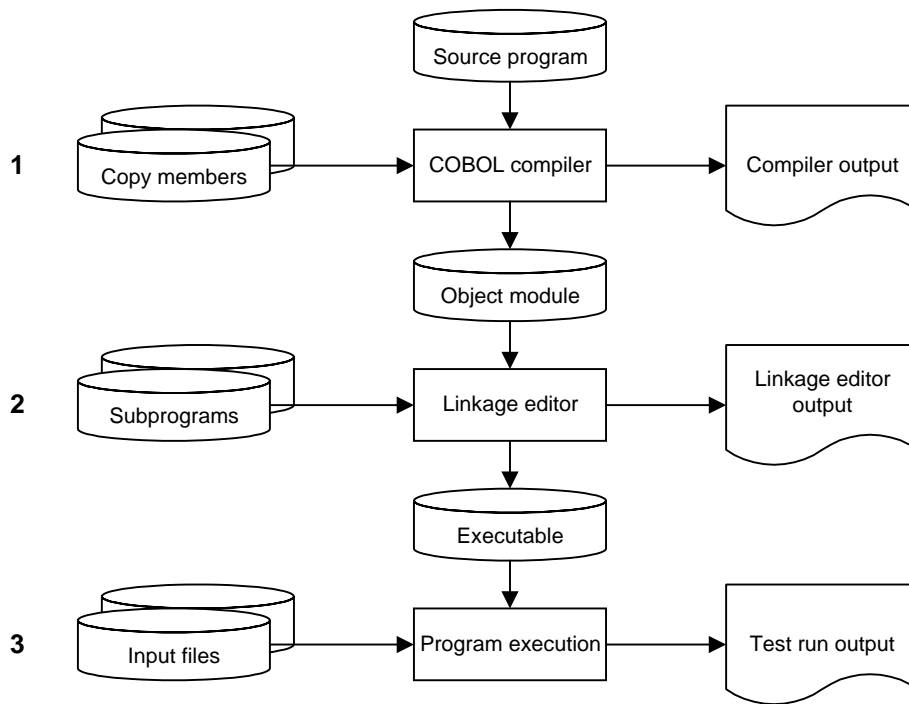 Source program
1
Copy members
COBOL compiler
Compiler output
Object module
2
Subprograms
Linkage editor
Linkage editor
output
Executable
3
Input files
Program execution
Test run output